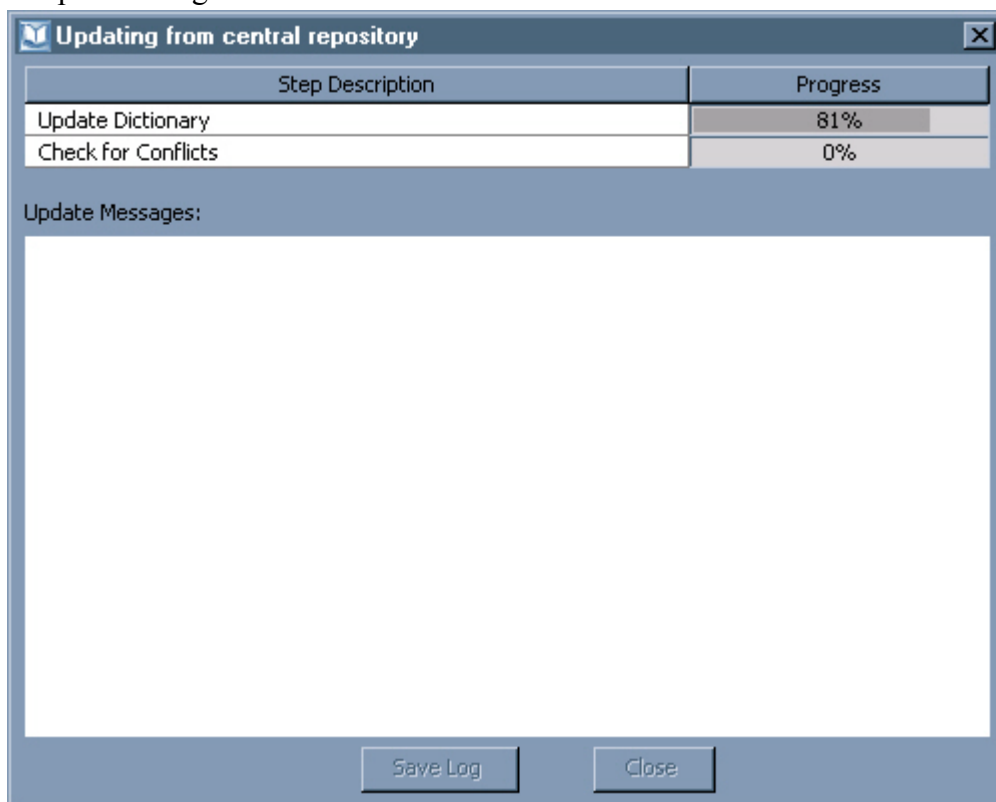 Updating from central repository
Step Description Progress
Update Dictionary 81%
Check for Conflicts 0%
Update Messages:
Save Log Close